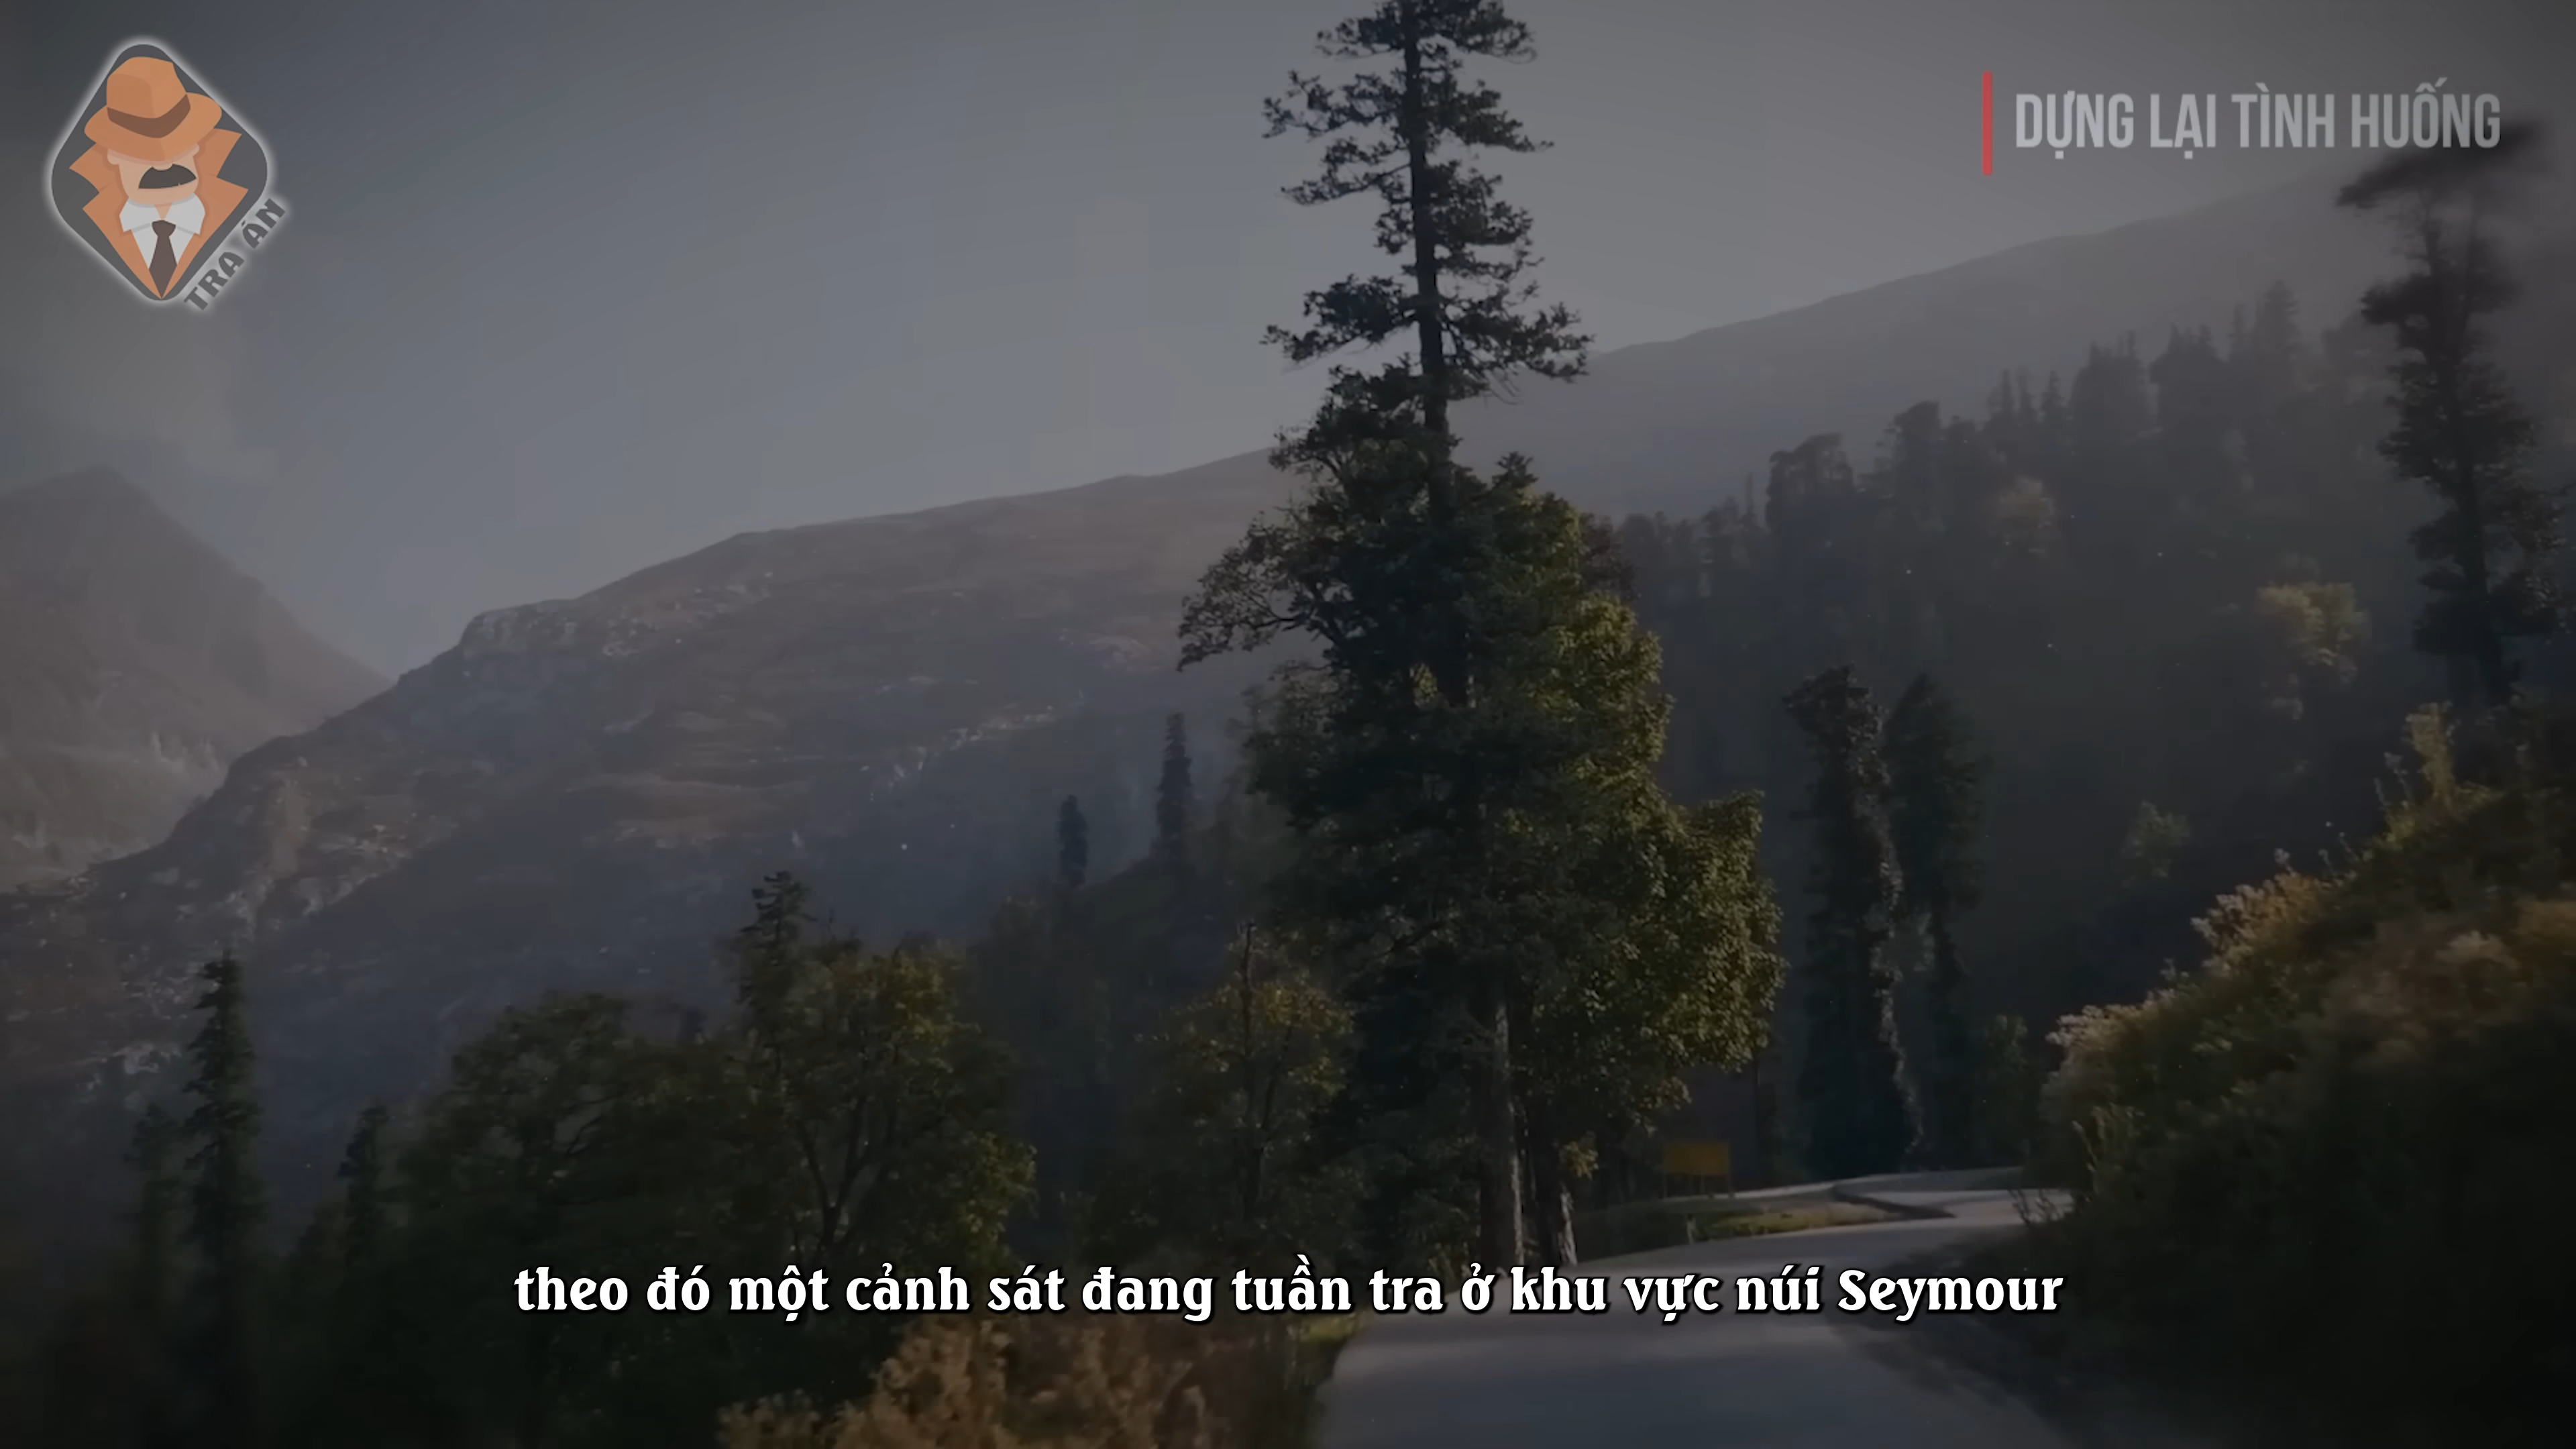 TRA ÁN
DỰNG LẠI TÌNH HUỐNG
theo đó một cảnh sát đang tuần tra ở khu vực núi Seymour